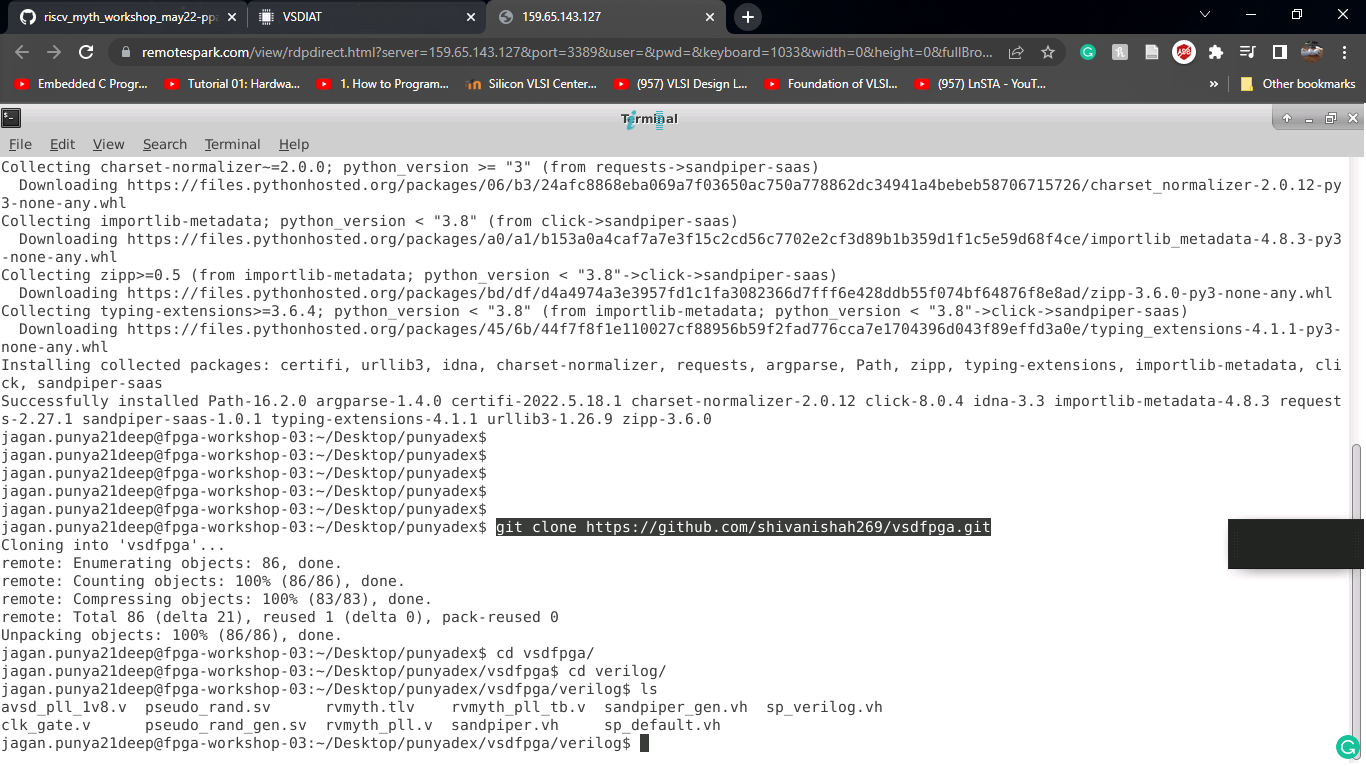 riscv_myth_workshop_may22-pp
VSDIAT
159.65.143.127
remotespark.com/view/rdpdirect.html?server=159.65.143.127&port=3389&user=&pwd=&keyboard=1033&width=0&height=0&fullBro...
Embedded C Progr... Tutorial 01: Hardwa... 1. How to Programm... Silicon VLSI Center... (957) VLSI Design L... Foundation of VLSI... (957) LnSTA - YouT... » Other bookmarks
Terminal
File Edit View Search Terminal Help
Collecting charset-normalizer~=2.0.0; python_version >= "3" (from requests->sandpiper-saas)
Downloading https://files.pythonhosted.org/packages/06/b3/24afc8868eba069a7f03650ac750a778862dc34941a4bebeb58706715726/charset_normalizer-2.0.12-py
3-none-any.whl
Collecting importlib-metadata; python_version < "3.8" (from click->sandpiper-saas)
Downloading https://files.pythonhosted.org/packages/a0/a1/b153a0a4caf7a7e3f15c2cd56c7702e2cf3d89b1b359d1f1c5e59d68f4ce/importlib_metadata-4.8.3-py3
-none-any.whl
Collecting zipp>=0.5 (from importlib-metadata; python_version < "3.8"->click->sandpiper-saas)
Downloading https://files.pythonhosted.org/packages/bd/df/d4a4974a3e3957fd1c1fa3082366d7fff6e428ddb55f074bf64876f8e8ad/zipp-3.6.0-py3-none-any.whl
Collecting typing-extensions>=3.6.4; python_version < "3.8" (from importlib-metadata; python_version < "3.8"->click->sandpiper-saas)
Downloading https://files.pythonhosted.org/packages/45/6b/44f7f8f1e110027cf88956b59f2fad776cca7e1704396d043f89effd3a0e/typing_extensions-4.1.1-py3-
none-any.whl
Installing collected packages: certifi, urllib3, idna, charset-normalizer, requests, argparse, Path, zipp, typing-extensions, importlib-metadata, cli
ck, sandpiper-saas
Successfully installed Path-16.2.0 argparse-1.4.0 certifi-2022.5.18.1 charset-normalizer-2.0.12 click-8.0.4 idna-3.3 importlib-metadata-4.8.3 request
s-2.27.1 sandpiper-saas-1.0.1 typing-extensions-4.1.1 urllib3-1.26.9 zipp-3.6.0
jagan.punya21deep@fpga-workshop-03:~/Desktop/punyadex$
jagan.punya21deep@fpga-workshop-03:~/Desktop/punyadex$
jagan.punya21deep@fpga-workshop-03:~/Desktop/punyadex$
jagan.punya21deep@fpga-workshop-03:~/Desktop/punyadex$
jagan.punya21deep@fpga-workshop-03:~/Desktop/punyadex$
jagan.punya21deep@fpga-workshop-03:~/Desktop/punyadex$ git clone https://github.com/shivanishah269/vsdfpga.git
Cloning into 'vsdfpga'...
remote: Enumerating objects: 86, done.
remote: Counting objects: 100% (86/86), done.
remote: Compressing objects: 100% (83/83), done.
remote: Total 86 (delta 21), reused 1 (delta 0), pack-reused 0
Unpacking objects: 100% (86/86), done.
jagan.punya21deep@fpga-workshop-03:~/Desktop/punyadex$ cd vsdfpga/
jagan.punya21deep@fpga-workshop-03:~/Desktop/punyadex/vsdfpga$ cd verilog/
jagan.punya21deep@fpga-workshop-03:~/Desktop/punyadex/vsdfpga/verilog$ ls
avsd_pll_1v8.v pseudo_rand.sv rvmyth.tlv rvmyth_pll_tb.v sandpiper_gen.vh sp_verilog.vh
clk_gate.v pseudo_rand_gen.sv rvmyth_pll.v sandpiper.vh sp_default.vh
jagan.punya21deep@fpga-workshop-03:~/Desktop/punyadex/vsdfpga/verilog$